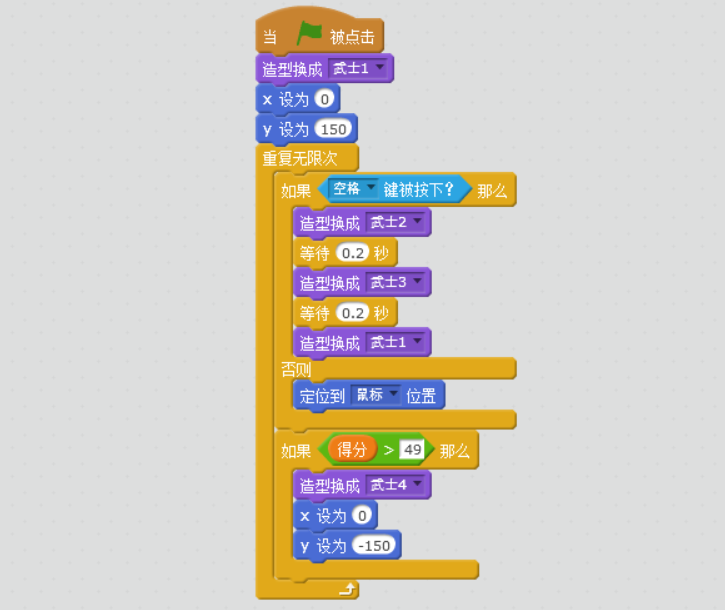 当 被点击
造型换成 武士1
x 设为 0
y 设为 150
重复无限次
如果 空格 键被按下? 那么
造型换成 武士2
等待 0.2 秒
造型换成 武士3
等待 0.2 秒
造型换成 武士1
否则
定位到 鼠标 位置
如果 得分 > 49 那么
造型换成 武士4
x 设为 0
y 设为 -150